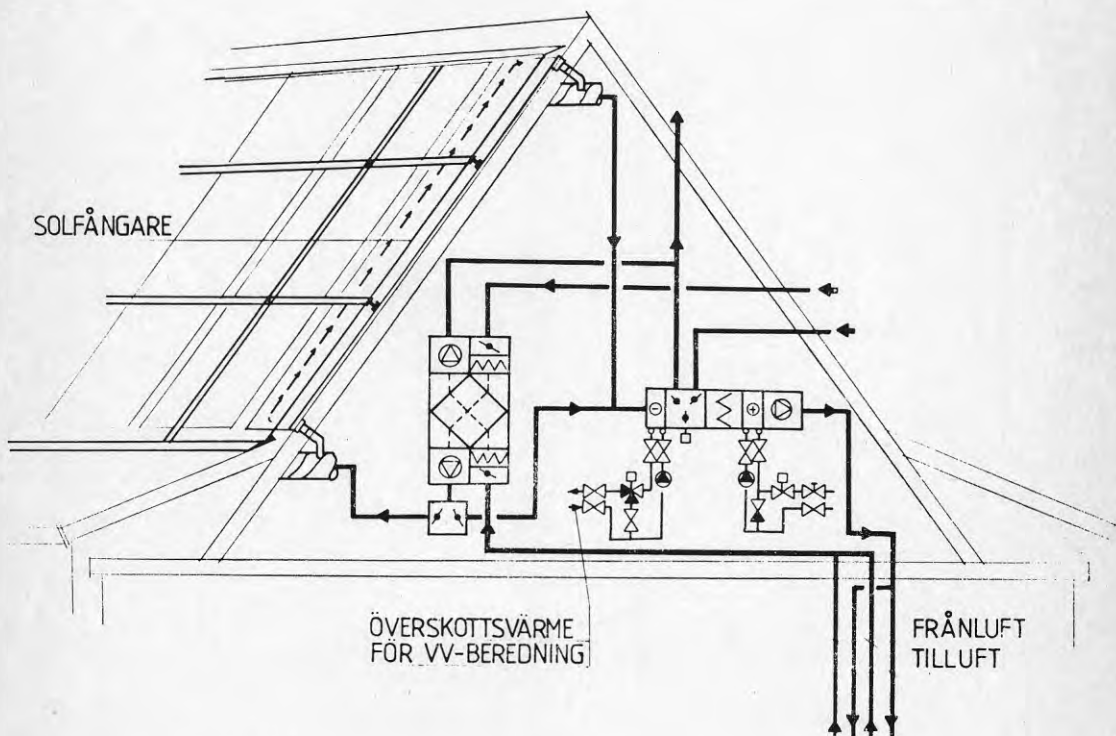 SOLFÅNGARE
ÖVERSKOTTSVÄRME
FÖR VV-BEREDNING
FRÅNLUFT
TILLUFT